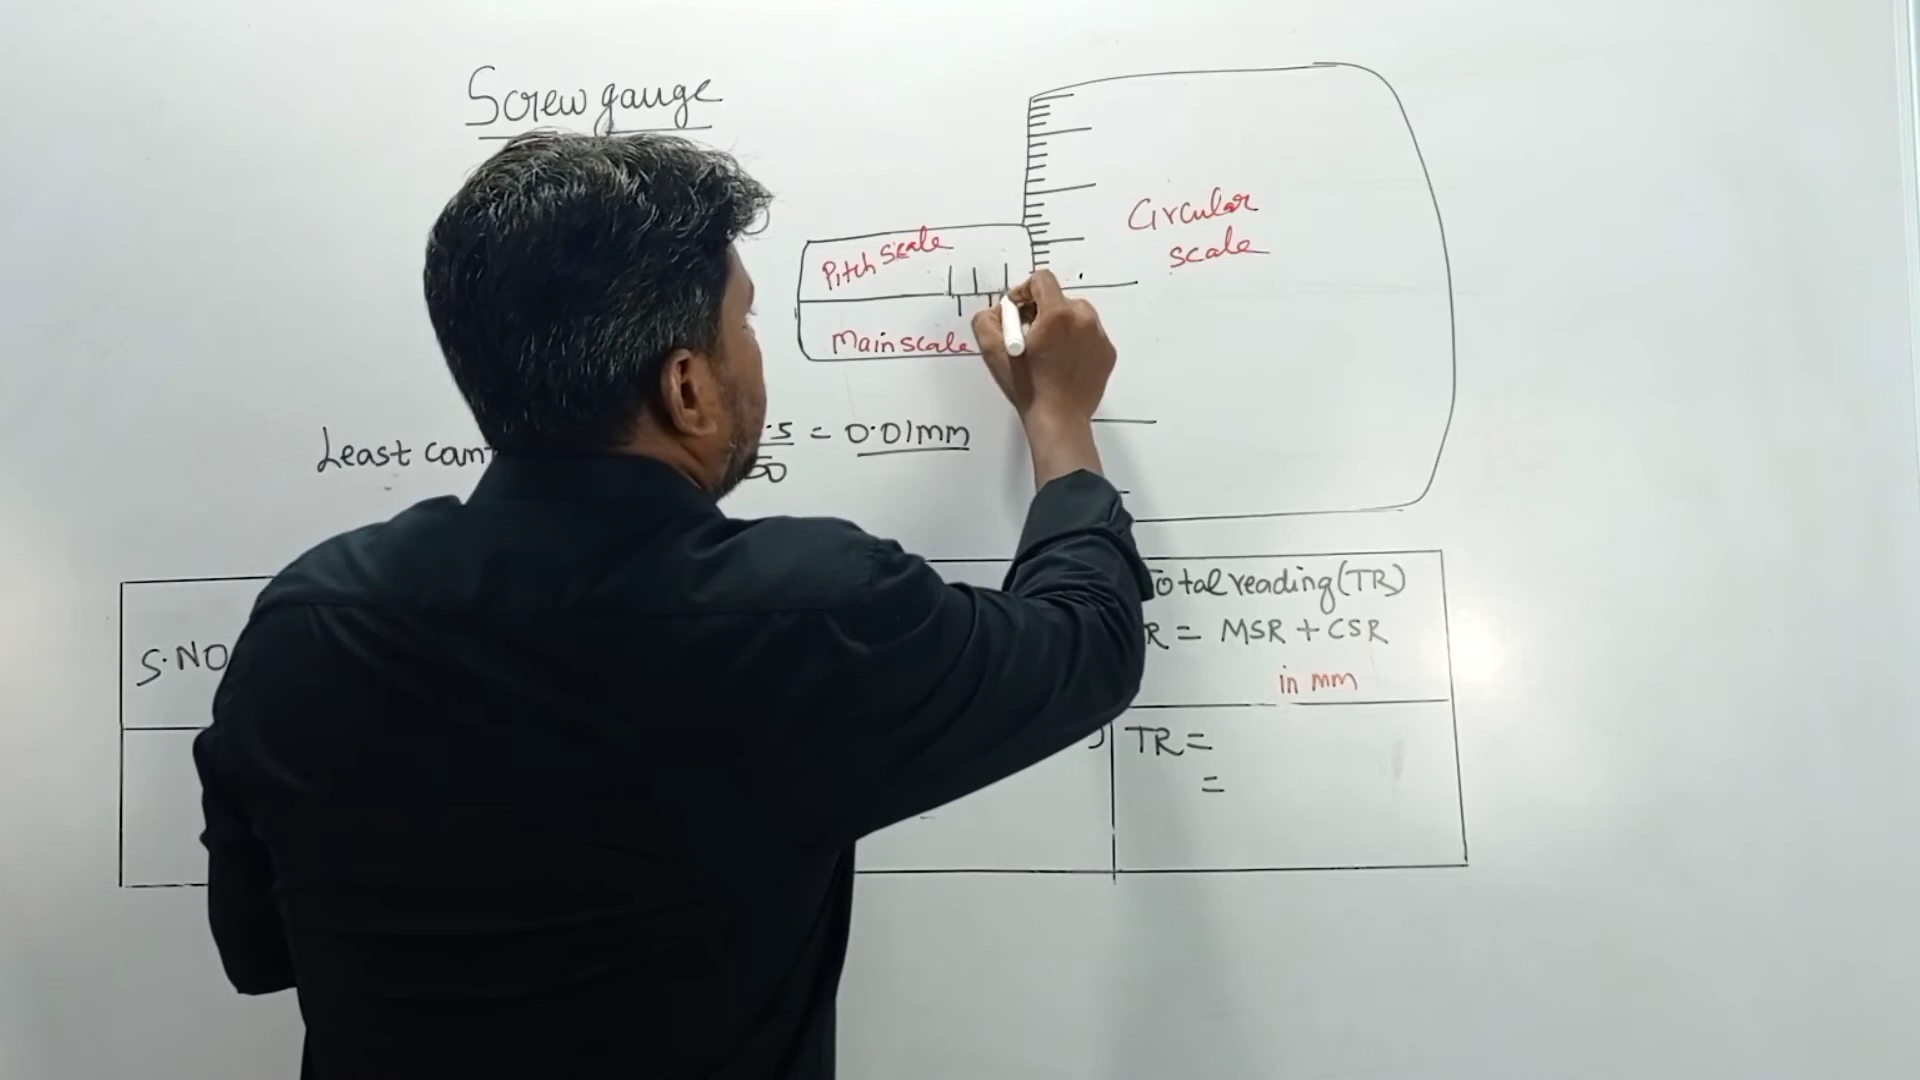 Screw gauge
Circular
scale
Pitch scale
Main scale
Least = 0.01mm
50
Total reading (TR)
R = MSR + CSR
in mm
S.NO
TR =
=